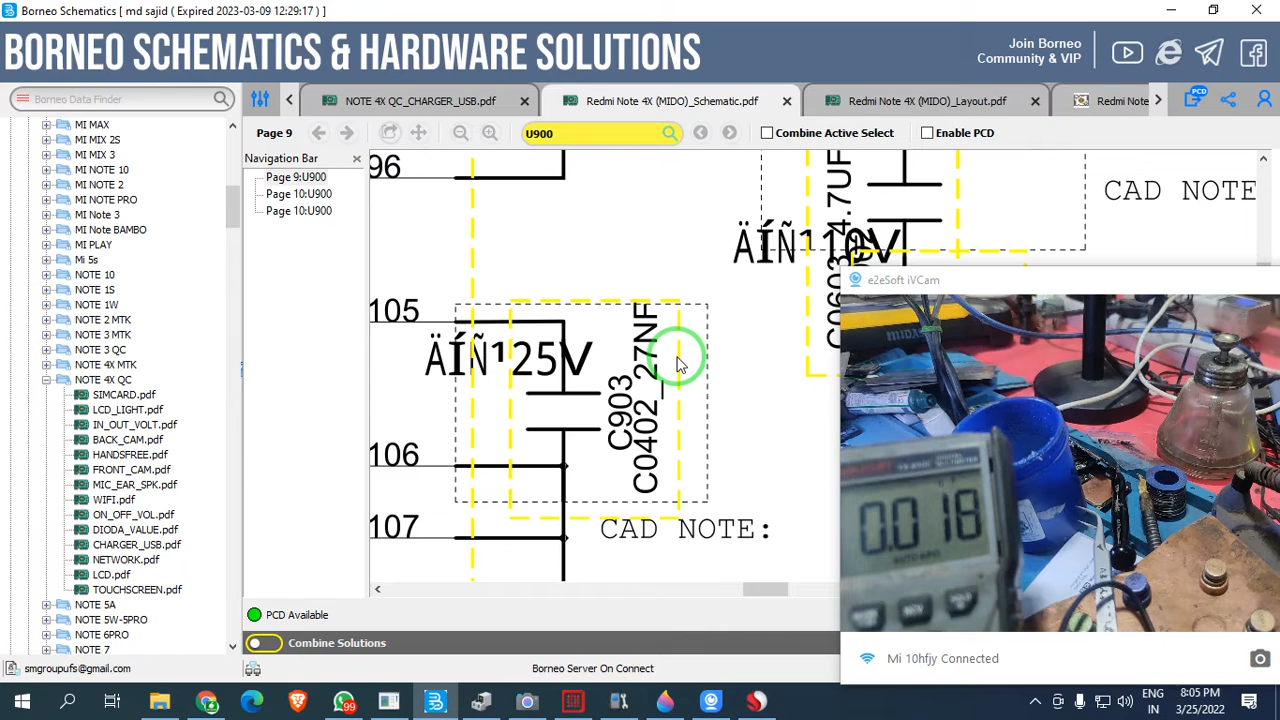 Borneo Schematics [ md sajid ( Expired 2023-03-09 12:29:17 ) ]
BORNEO SCHEMATICS & HARDWARE SOLUTIONS
Join Borneo
Community & VIP
Borneo Data Finder
NOTE 4X QC_CHARGER_USB.pdf
Redmi Note 4X (MIDO)_Schematic.pdf
Redmi Note 4X (MIDO)_Layout.pdf
Redmi Note
PCD
Page 9
U900
Combine Active Select
Enable PCD
Navigation Bar
Page 9:U900
Page 10:U900
Page 10:U900
MI MAX
MI MIX 2S
MI MIX 3
MI NOTE 10
MI NOTE 2
MI NOTE PRO
MI Note 3
MI Note BAMBO
MI PLAY
Mi 5s
NOTE 10
NOTE 1S
NOTE 1W
NOTE 2 MTK
NOTE 3 MTK
NOTE 3 QC
NOTE 4X MTK
NOTE 4X QC
SIMCARD.pdf
LCD_LIGHT.pdf
IN_OUT_VOLT.pdf
BACK_CAM.pdf
HANDSFREE.pdf
FRONT_CAM.pdf
MIC_EAR_SPK.pdf
WIFI.pdf
ON_OFF_VOL.pdf
DIODA_VALUE.pdf
CHARGER_USB.pdf
NETWORK.pdf
LCD.pdf
TOUCHSCREEN.pdf
NOTE 5A
NOTE 5W-5PRO
NOTE 6PRO
NOTE 7
96
105
ÄÍÑ¹25V
C903
C0402_27NF
106
107
CAD NOTE:
4.7UF
CAD NOTE
e2eSoft iVCam
0.018
Mi 10hfjy Connected
PCD Available
Combine Solutions
smgroupufs@gmail.com
Borneo Server On Connect
99
ENG
IN
8:05 PM
3/25/2022